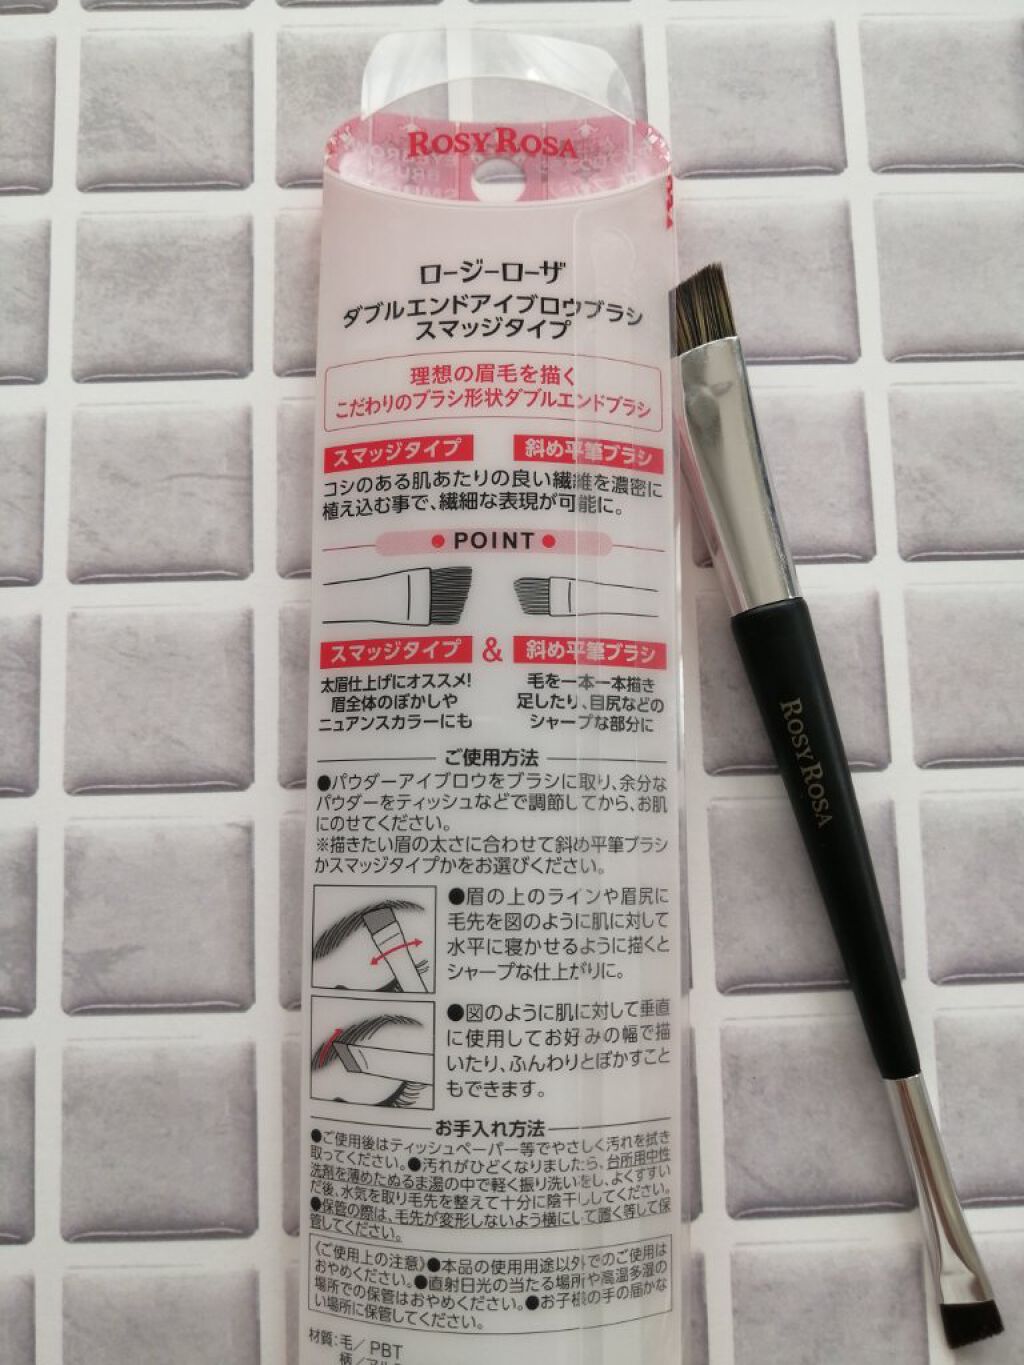 ROSY ROSA
ロージーローザ
ダブルエンドアイブロウブラシ
スマッジタイプ
理想の眉毛を描く
こだわりのブラシ形状ダブルエンドブラシ
スマッジタイプ 斜め平筆ブラシ
コシのある肌あたりの良い繊維を濃密に
植え込む事で、繊細な表現が可能に。
●POINT●
スマッジタイプ & 斜め平筆ブラシ
太眉仕上げにオススメ!
眉全体のぼかしや
ニュアンスカラーにも
毛を一本一本描き
足したり、目尻などの
シャープな部分に
ご使用方法
●パウダーアイブロウをブラシに取り、余分な
パウダーをティッシュなどで調節してから、お肌
にのせてください。
※描きたい眉の太さに合わせて斜め平筆ブラシ
かスマッジタイプかをお選びください。
●眉の上のラインや眉尻に
毛先を図のように肌に対して
水平に寝かせるように描くと
シャープな仕上がりに。
●図のように肌に対して垂直
に使用してお好みの幅で描
いたり、ふんわりとぼかすこと
もできます。
お手入れ方法
●ご使用後はティッシュペーパー等でやさしく汚れを拭き
取ってください。●汚れがひどくなりましたら、台所用中性
洗剤を薄めたぬるま湯の中で軽く振り洗いをし、よくすすい
だ後、水気を取り毛先を整えて十分に陰干ししてください。
●保管の際は、毛先が変形しないよう横にして置く等して保
管してください。
《ご使用上の注意》●本品の使用用途以外でのご使用は
おやめください。●直射日光の当たる場所や高温多湿の
場所での保管はおやめください。●お子様の手の届かな
い場所に保管してください。
材質:毛/PBT
ROSY ROSA